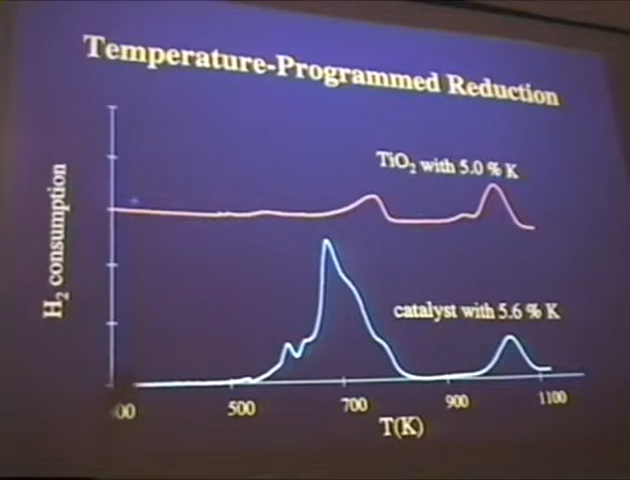 Temperature-Programmed Reduction
TiO₂ with 5.0 % K
H₂ consumption
catalyst with 5.6 % K
500 700 900 1100
T(K)